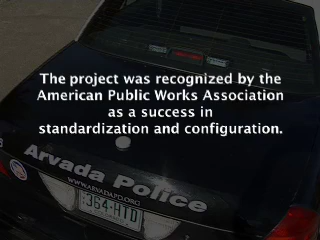 The project was recognized by the
American Public Works Association
as a success in
standardization and configuration.
Arvada Police
WWW.ARVADAPD.ORG
364-HTD